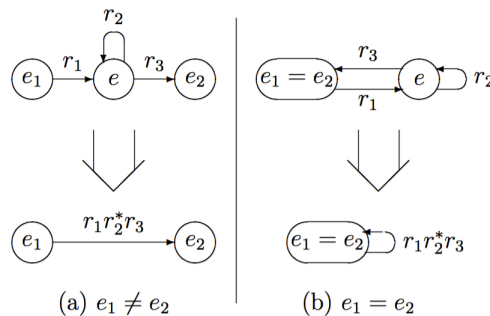 r₂
e₁ r₁ e r₃ e₂
e₁ r₁r₂*r₃ e₂
(a) e₁ ≠ e₂
e₁ = e₂ r₃ e r₂
r₁
e₁ = e₂ r₁r₂*r₃
(b) e₁ = e₂